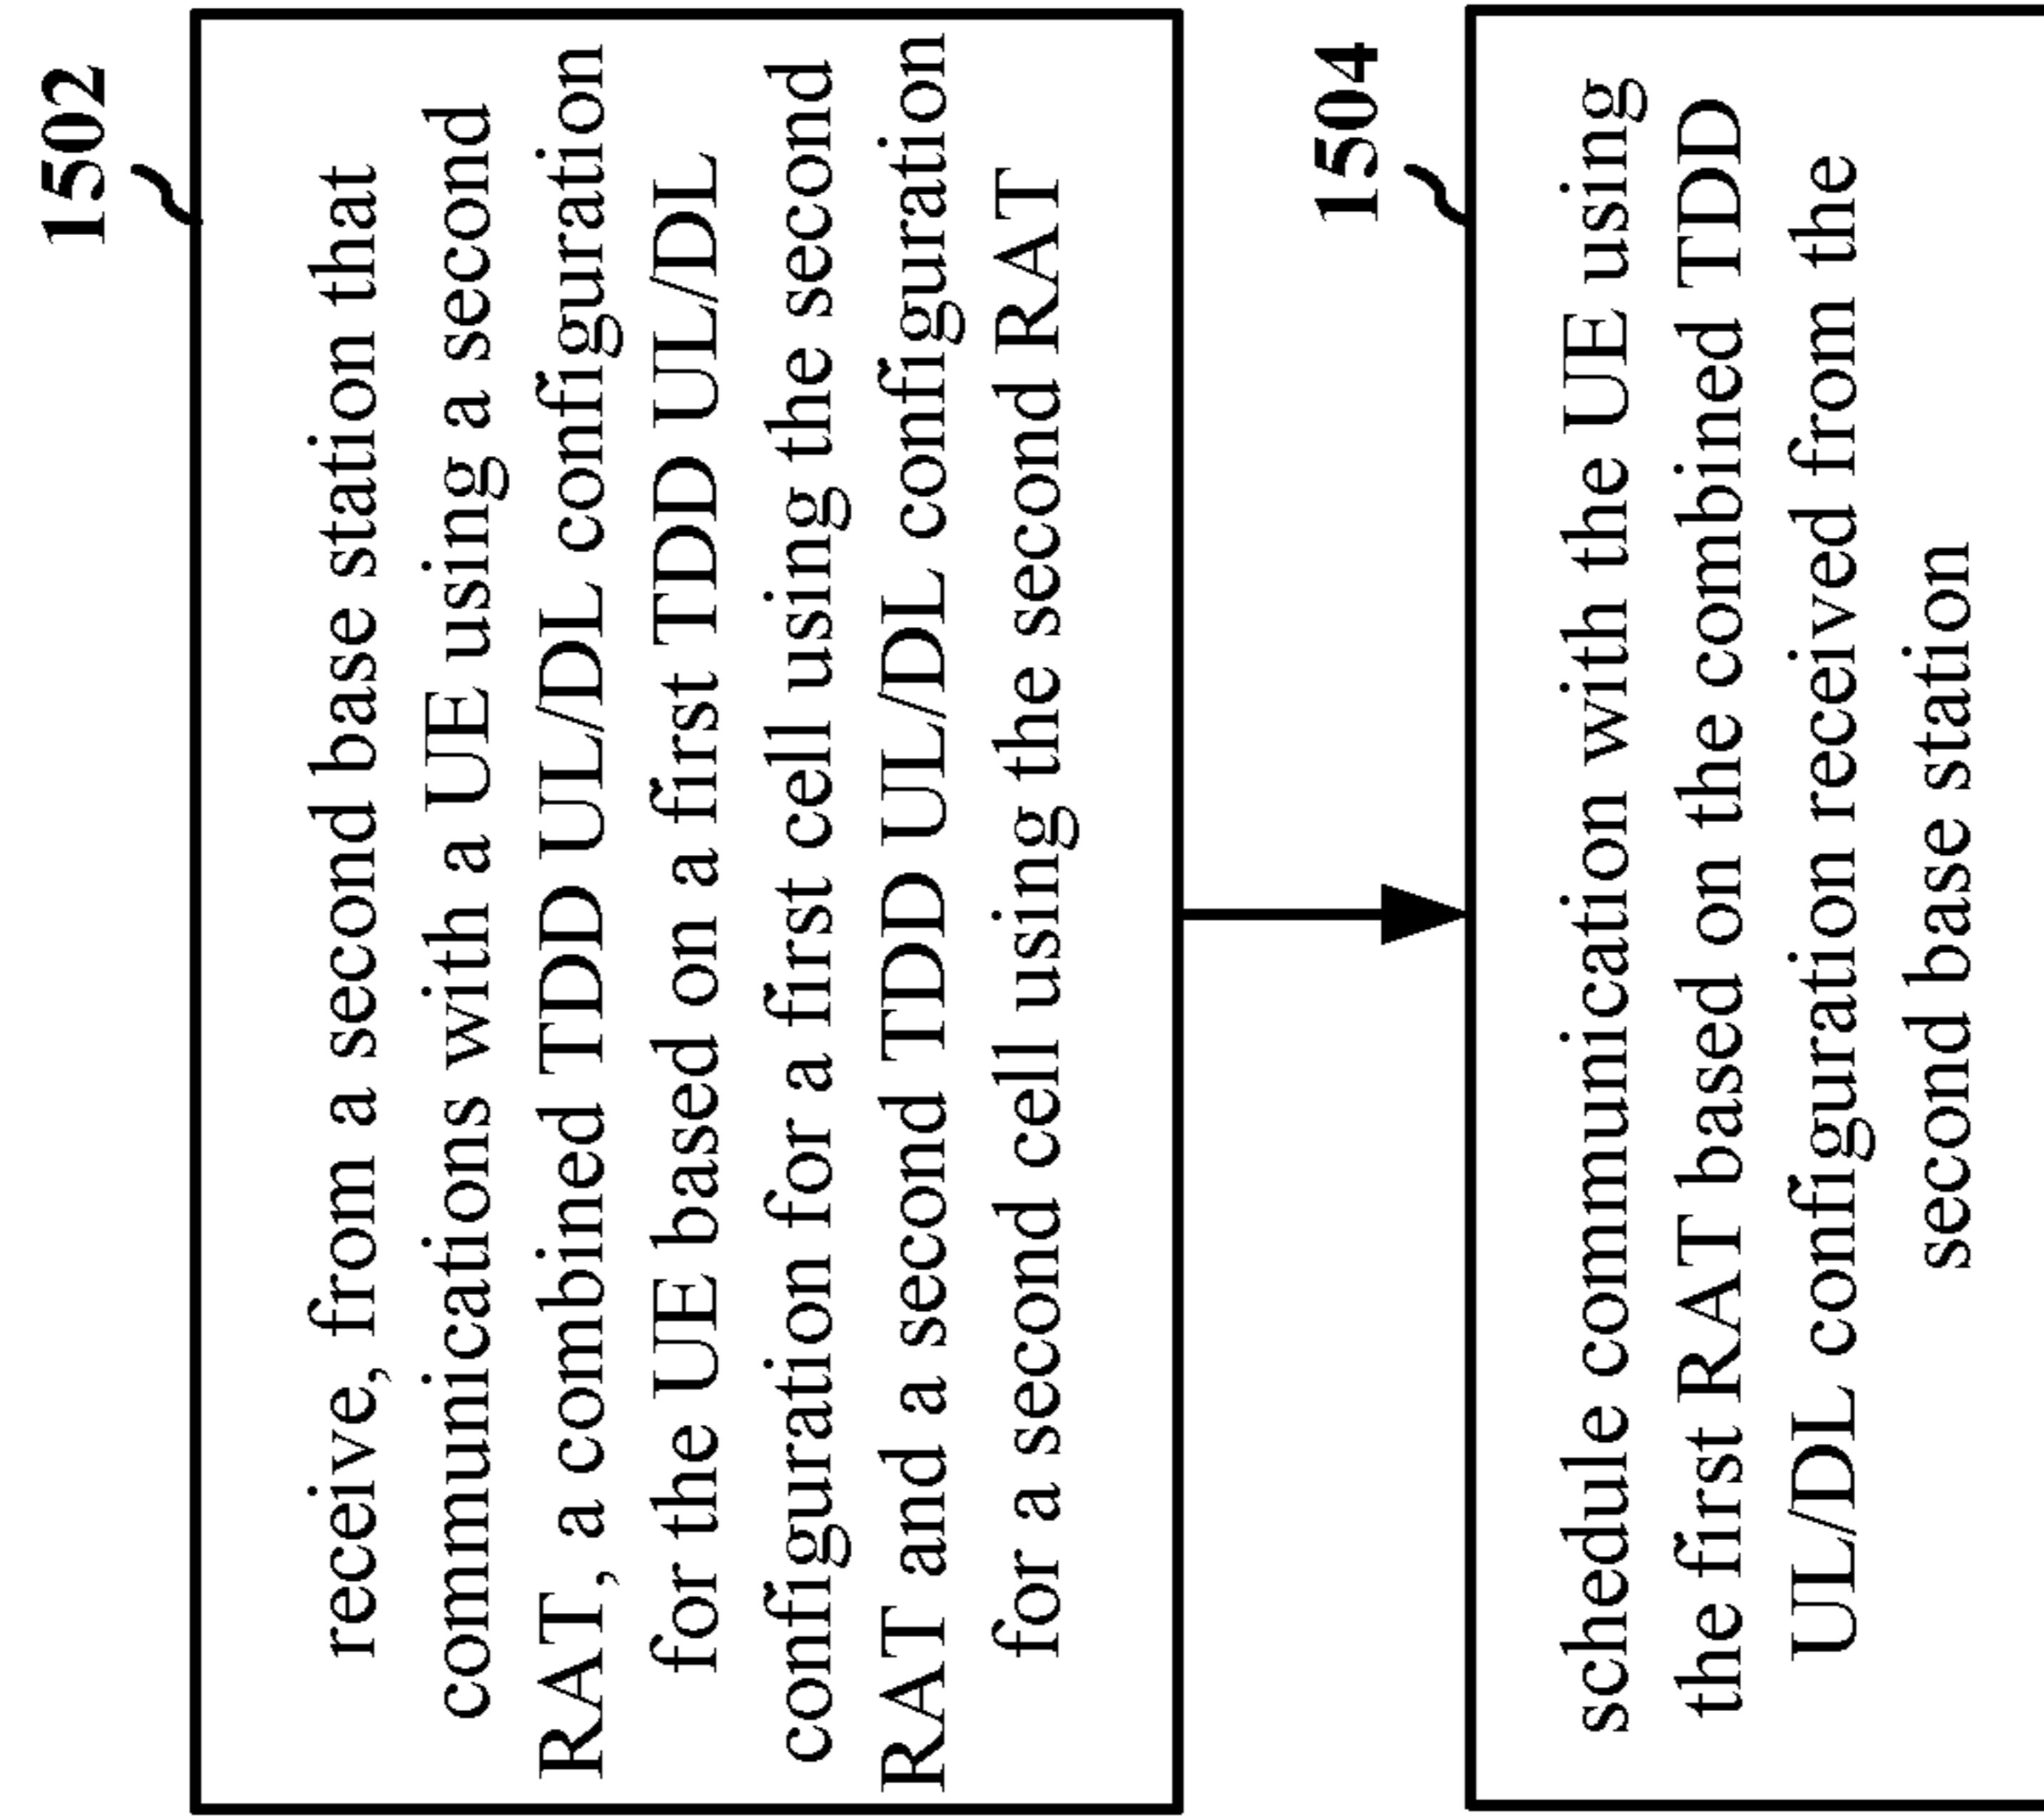 1502
receive, from a second base station that
communications with a UE using a second
RAT, a combined TDD UL/DL configuration
for the UE based on a first TDD UL/DL
configuration for a first cell using the second
RAT and a second TDD UL/DL configuration
for a second cell using the second RAT
1504
schedule communication with the UE using
the first RAT based on the combined TDD
UL/DL configuration received from the
second base station